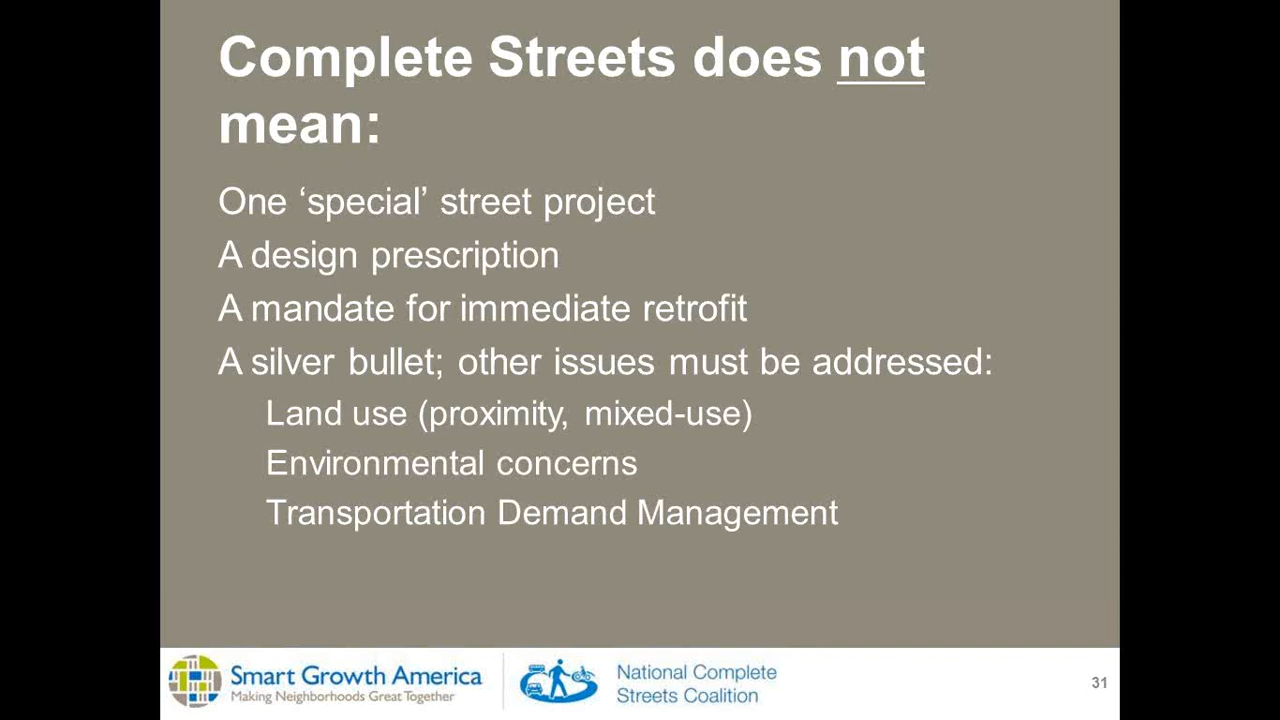 Complete Streets does not
mean:
One ‘special’ street project
A design prescription
A mandate for immediate retrofit
A silver bullet; other issues must be addressed:
Land use (proximity, mixed-use)
Environmental concerns
Transportation Demand Management
Smart Growth America
Making Neighborhoods Great Together
National Complete
Streets Coalition
31